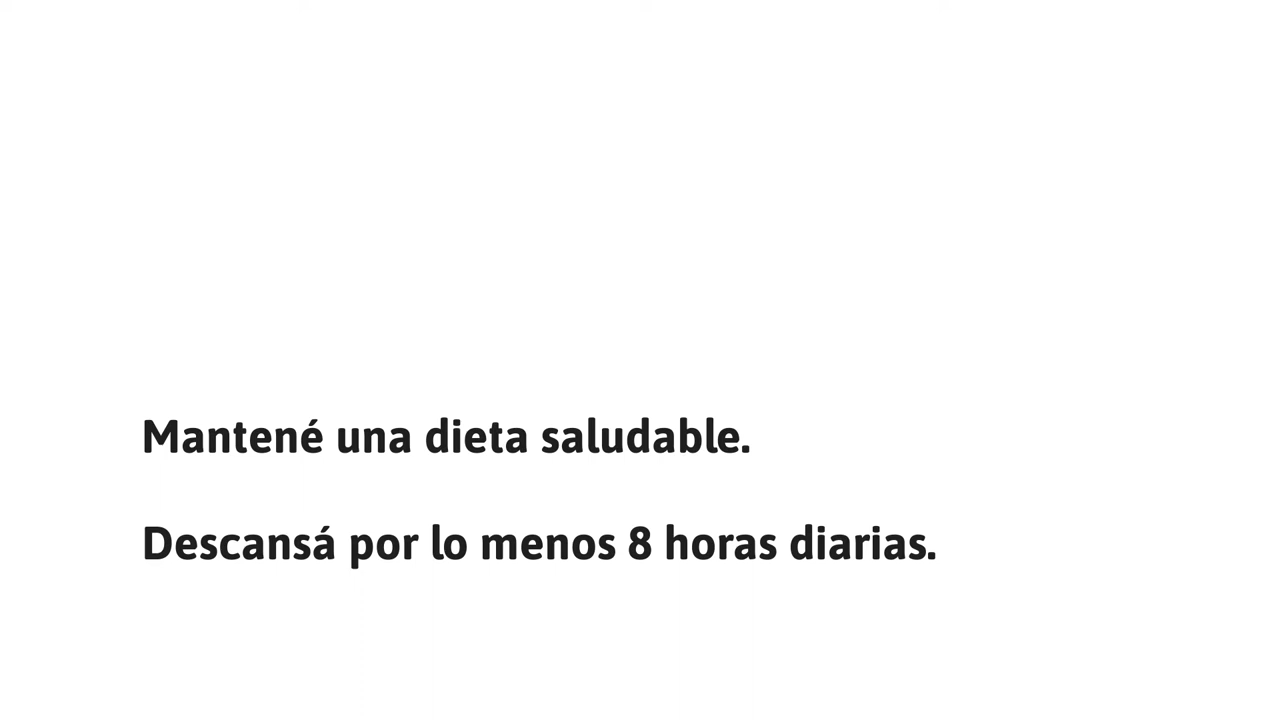 Mantené una dieta saludable.
Descansá por lo menos 8 horas diarias.